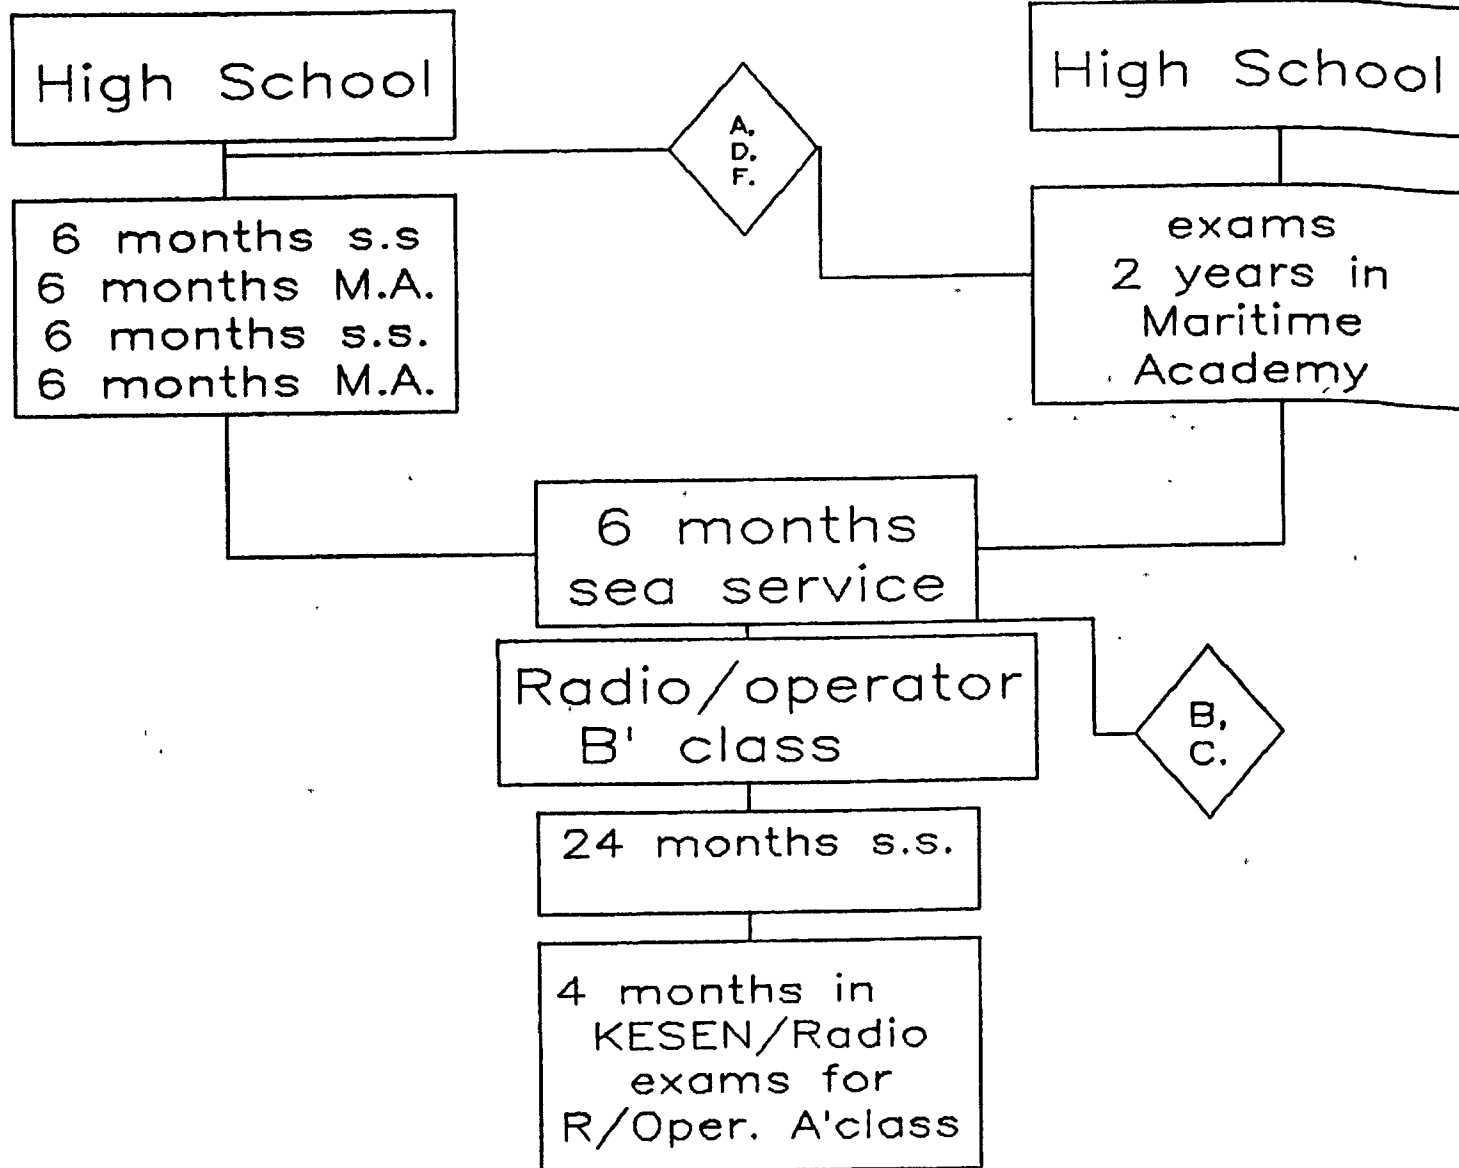 High School
High School
A.
D.
F.
6 months s.s
6 months M.A.
6 months s.s.
6 months M.A.
exams
2 years in
Maritime
Academy
6 months
sea service
Radio/operator
B' class
B,
C.
24 months s.s.
4 months in
KESEN/Radio
exams for
R/Oper. A'class